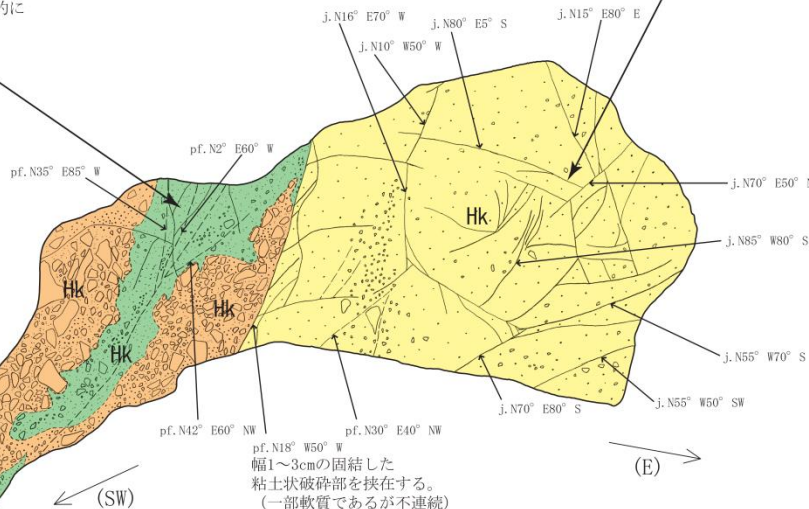 的に
j.N16° E70° W
j.N80° E5° S
j.N15° E80° E
j.N10° W50° W
pf.N2° E60° W
pf.N35° E85° W
j.N70° E50°
Hk
j.N85° W80° S
Hk
Hk
Hk
j.N55° W70° S
j.N55° W50° SW
j.N70° E80° S
pf.N42° E60° NW
pf.N30° E40° NW
pf.N18° W50° W
幅1~3cmの固結した
粘土状破砕部を挟在する。
(一部軟質であるが不連続)
(SW)
(E)